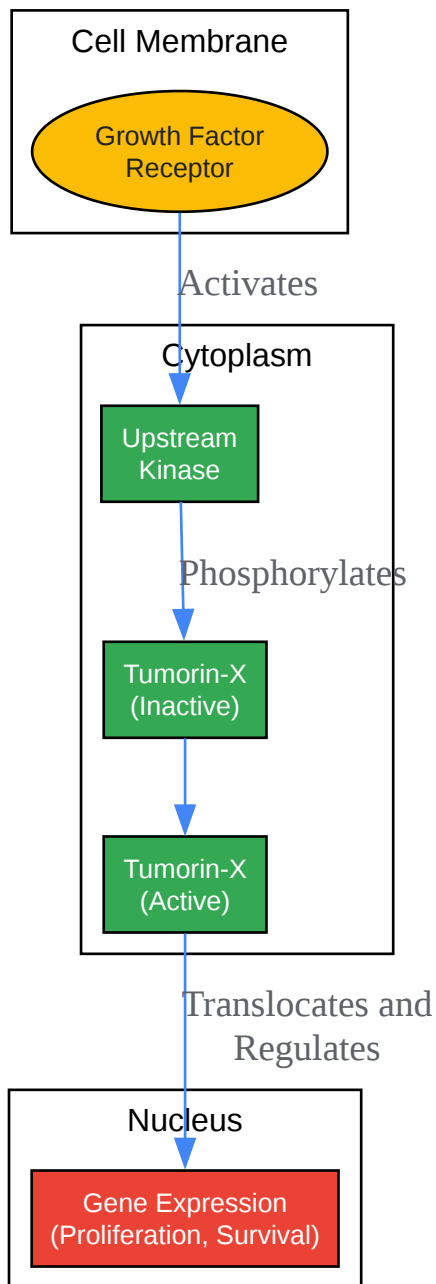 Cell Membrane
Growth Factor
Receptor
Activates
Cytoplasm
Upstream
Kinase
Phosphorylates
Tumorin-X
(Inactive)
Tumorin-X
(Active)
Translocates and
Regulates
Nucleus
Gene Expression
(Proliferation, Survival)